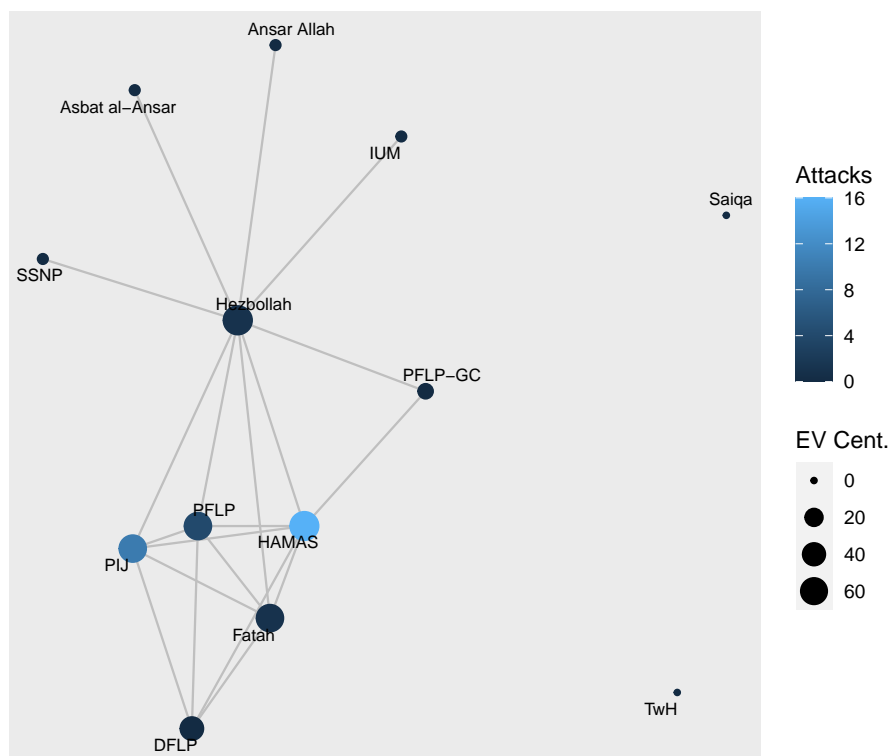 Ansar Allah
Asbat al−Ansar
IUM
Saiqa
SSNP
Hezbollah
PFLP−GC
PFLP
HAMAS
PIJ
Fatah
TwH
DFLP
Attacks
16
12
8
4
0
EV Cent.
0
20
40
60